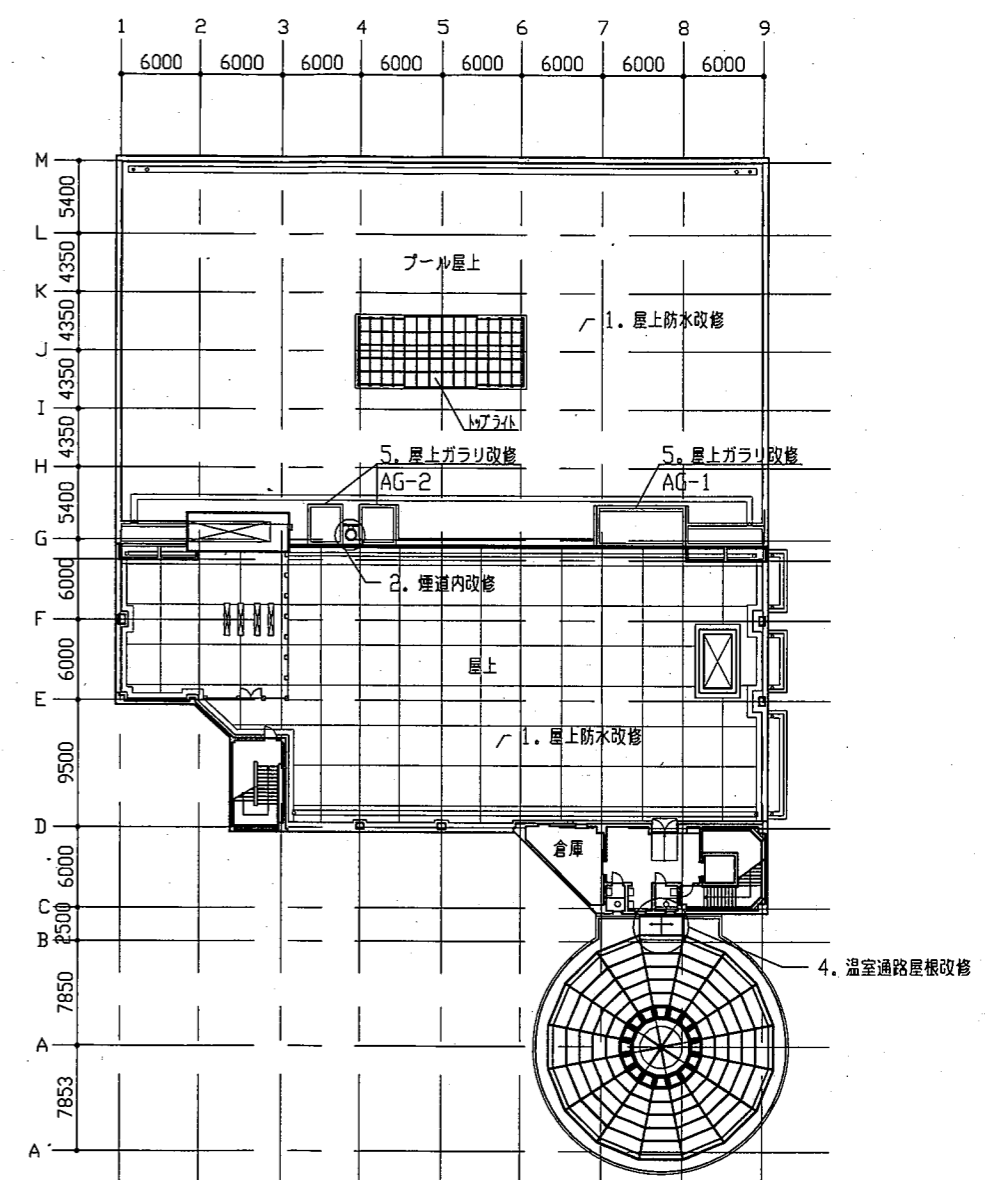 1 2 3 4 5 6 7 8 9
6000 6000 6000 6000 6000 6000 6000 6000
M
5400
L
4350
K
4350
J
4350
I
4350
H
5400
G
6000
F
6000
E
9500
D
6000
C
2500
B
7850
A
7853
A'
プール屋上
1. 屋上防水改修
トップライト
5. 屋上ガラリ改修
AG-2
5. 屋上ガラリ改修
AG-1
2. 煙道内改修
屋上
1. 屋上防水改修
倉庫
4. 温室通路屋根改修